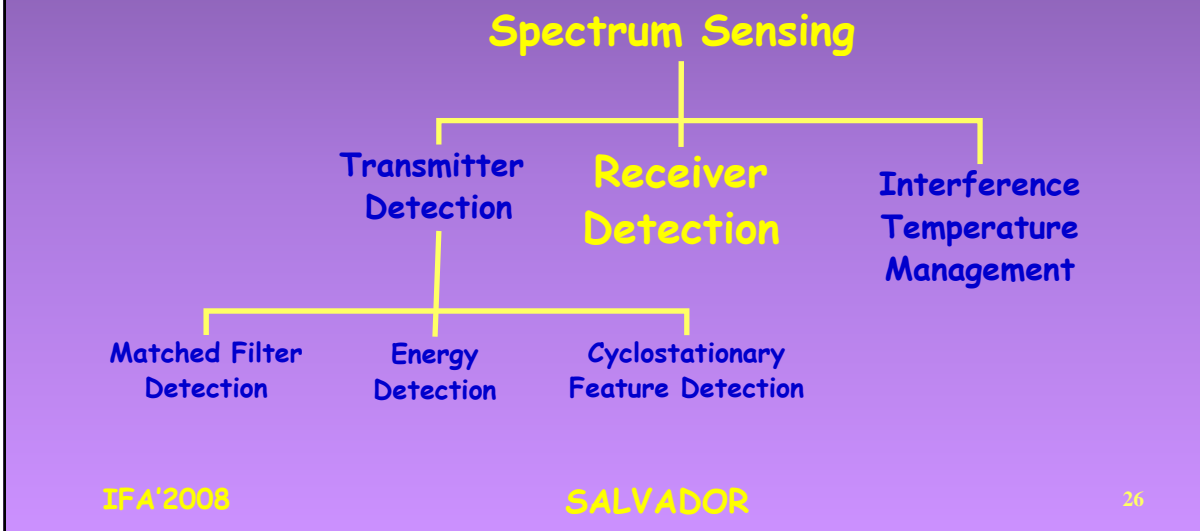 Spectrum Sensing
Transmitter
Detection
Receiver
Detection
Interference
Temperature
Management
Matched Filter
Detection
Energy
Detection
Cyclostationary
Feature Detection
IFA'2008
SALVADOR
26